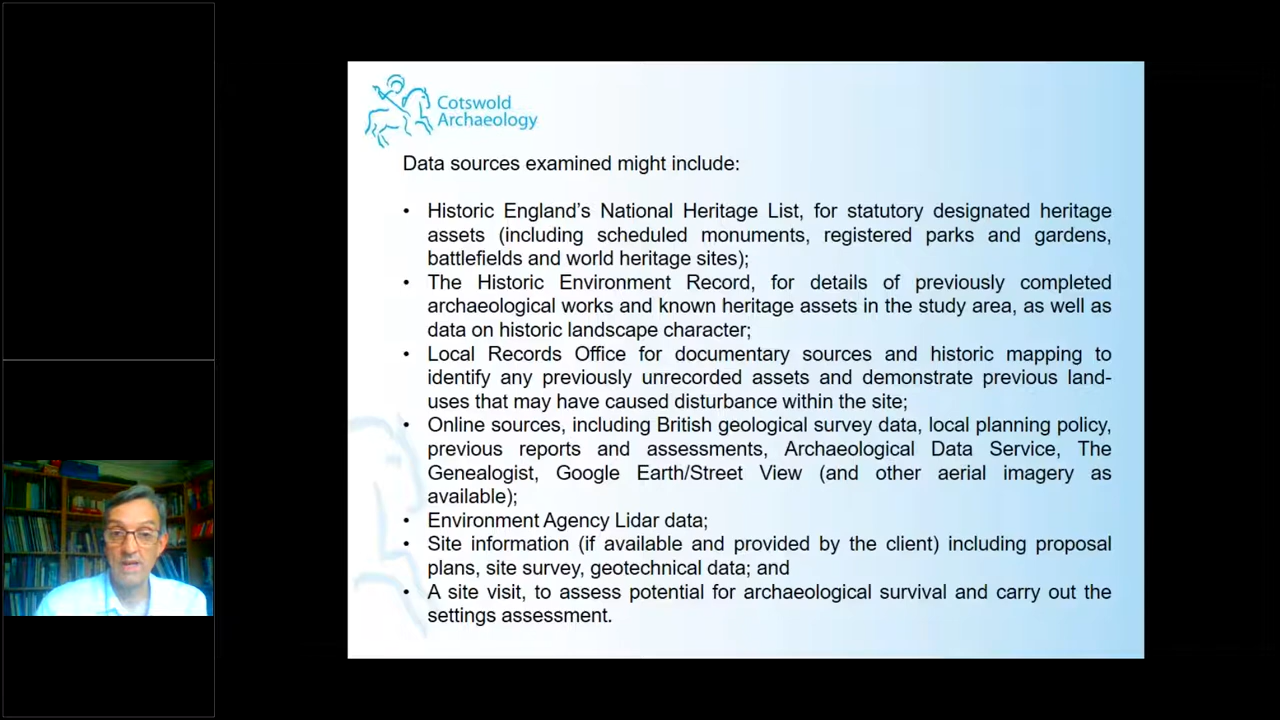 Cotswold
Archaeology
Data sources examined might include:
• Historic England’s National Heritage List, for statutory designated heritage
assets (including scheduled monuments, registered parks and gardens,
battlefields and world heritage sites);
• The Historic Environment Record, for details of previously completed
archaeological works and known heritage assets in the study area, as well as
data on historic landscape character;
• Local Records Office for documentary sources and historic mapping to
identify any previously unrecorded assets and demonstrate previous land-
uses that may have caused disturbance within the site;
• Online sources, including British geological survey data, local planning policy,
previous reports and assessments, Archaeological Data Service, The
Genealogist, Google Earth/Street View (and other aerial imagery as
available);
• Environment Agency Lidar data;
• Site information (if available and provided by the client) including proposal
plans, site survey, geotechnical data; and
• A site visit, to assess potential for archaeological survival and carry out the
settings assessment.